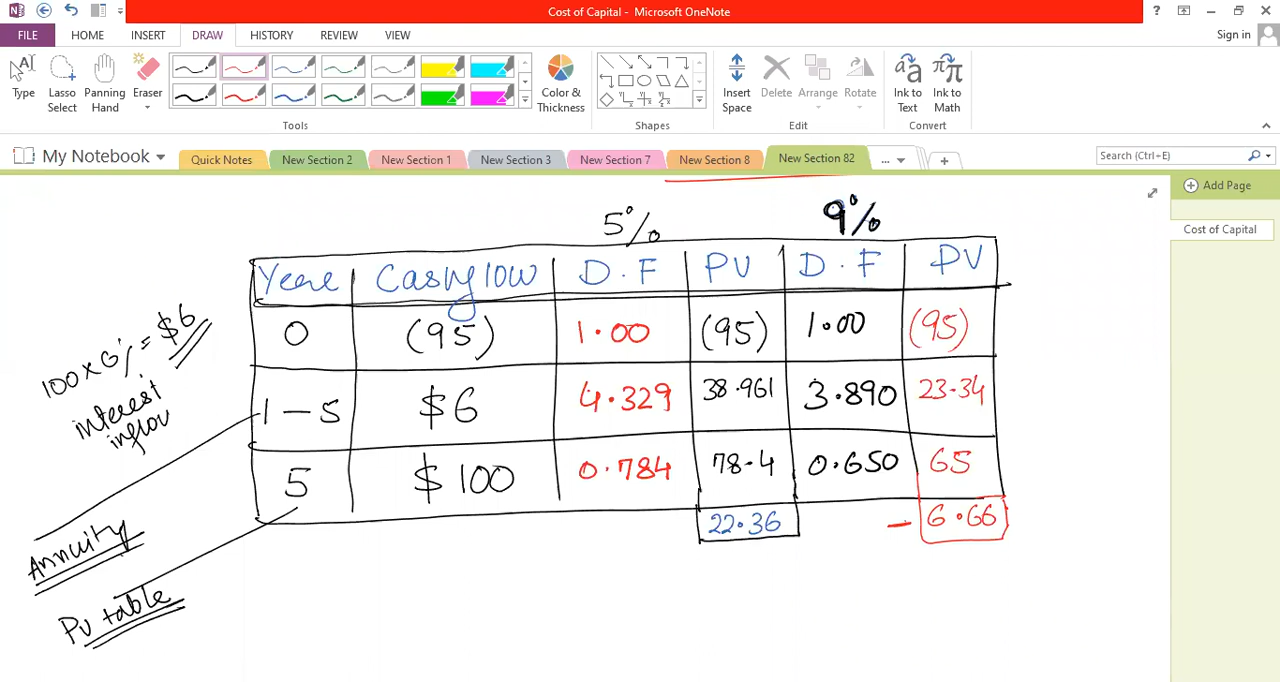 Cost of Capital - Microsoft OneNote
?
FILE HOME INSERT DRAW HISTORY REVIEW VIEW
Sign in
Type
Lasso Select
Panning Hand
Eraser
Color & Thickness
Insert Space
Delete
Arrange
Rotate
Ink to Text
Ink to Math
Tools
Shapes
Edit
Convert
My Notebook
Quick Notes
New Section 2
New Section 1
New Section 3
New Section 7
New Section 8
New Section 82
...
Search (Ctrl+E)
Add Page
Cost of Capital
5% 9%
Year Cashflow D.F PV D.F PV
0 (95) 1.00 (95) 1.00 (95)
1-5 $6 4.329 38.961 3.890 23.34
5 $100 0.784 78.4 0.650 65
22.36 - 6.66
100x6% = $6
interest
inflow
Annuity
PV table